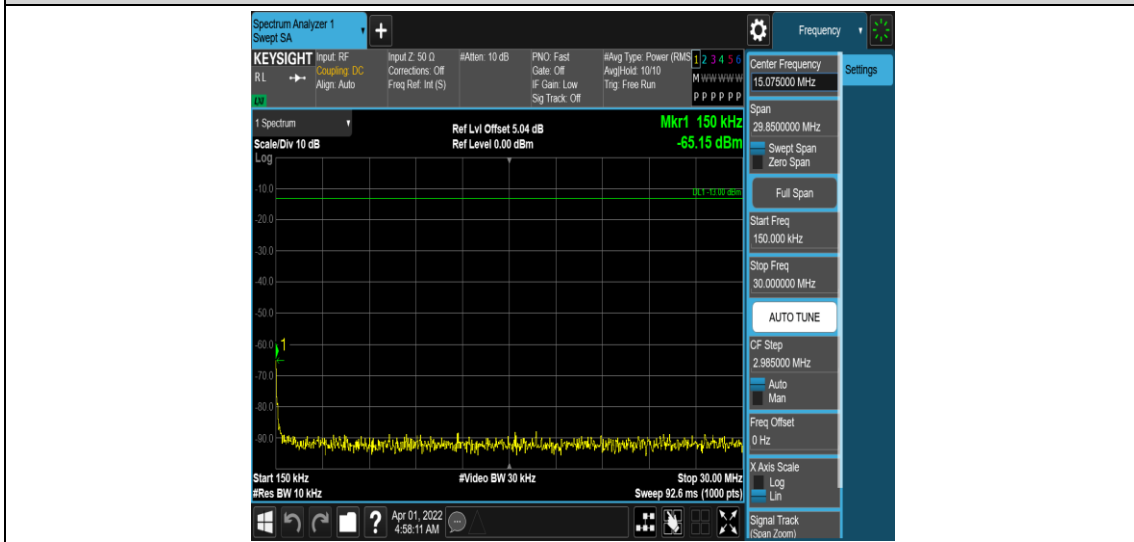 Spectrum Analyzer 1
Swept SA
+
Frequency
KEYSIGHT
RL
Input: RF
Coupling: DC
Align: Auto
Input Z: 50 Ω
Corrections: Off
Freq Ref: Int (S)
#Atten: 10 dB
PNO: Fast
Gate: Off
IF Gain: Low
Sig Track: Off
#Avg Type: Power (RMS
Avg|Hold: 10/10
Trig: Free Run
1 2 3 4 5 6
M W W W W W
P P P P P P
1 Spectrum
Scale/Div 10 dB
Log
Ref Lvl Offset 5.04 dB
Ref Level 0.00 dBm
Mkr1 150 kHz
-65.15 dBm
DL1 -13.00 dBm
-10.0
-20.0
-30.0
-40.0
-50.0
-60.0
1
-70.0
-80.0
-90.0
Start 150 kHz
#Res BW 10 kHz
#Video BW 30 kHz
Stop 30.00 MHz
Sweep 92.6 ms (1000 pts)
?
Apr 01, 2022
4:58:11 AM
Center Frequency
15.075000 MHz
Settings
Span
29.8500000 MHz
Swept Span
Zero Span
Full Span
Start Freq
150.000 kHz
Stop Freq
30.000000 MHz
AUTO TUNE
CF Step
2.985000 MHz
Auto
Man
Freq Offset
0 Hz
X Axis Scale
Log
Lin
Signal Track
(Span Zoom)